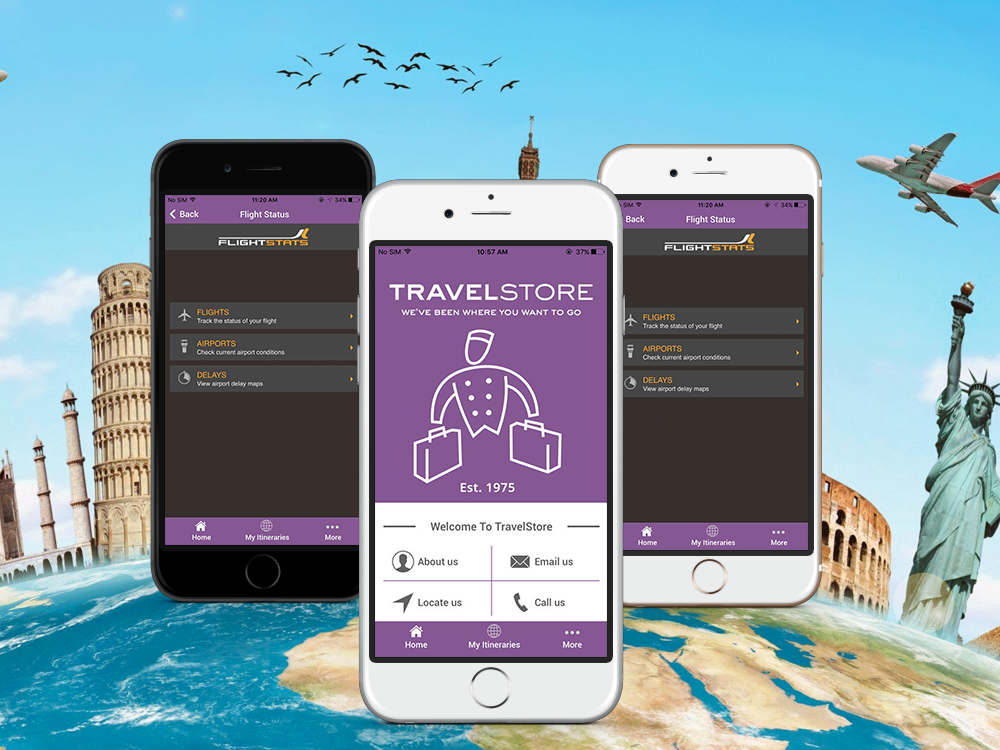 No SIM 11:20 AM 34%
Back Flight Status
FLIGHTSTATS
FLIGHTS
Track the status of your flight
AIRPORTS
Check current airport conditions
DELAYS
View airport delay maps
Home My Itineraries More
No SIM 10:57 AM 37%
TRAVELSTORE
WE'VE BEEN WHERE YOU WANT TO GO
Est. 1975
Welcome To TravelStore
About us Email us
Locate us Call us
Home My Itineraries More
SIM 11:20 AM 34%
Back Flight Status
FLIGHTSTATS
FLIGHTS
Track the status of your flight
AIRPORTS
Check current airport conditions
DELAYS
View airport delay maps
Home My Itineraries More